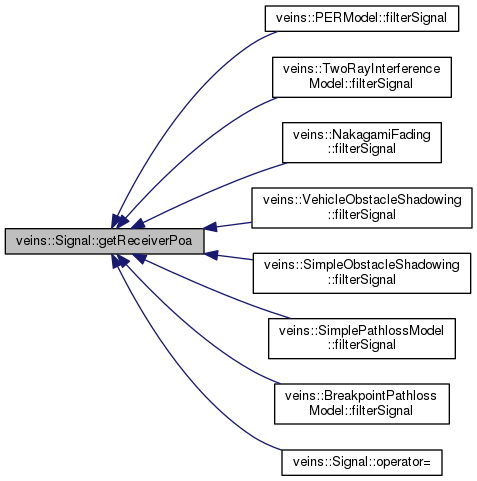 veins::PERModel::filterSignal
veins::TwoRayInterference
Model::filterSignal
veins::NakagamiFading
::filterSignal
veins::VehicleObstacleShadowing
::filterSignal
veins::Signal::getReceiverPoa
veins::SimpleObstacleShadowing
::filterSignal
veins::SimplePathlossModel
::filterSignal
veins::BreakpointPathloss
Model::filterSignal
veins::Signal::operator=